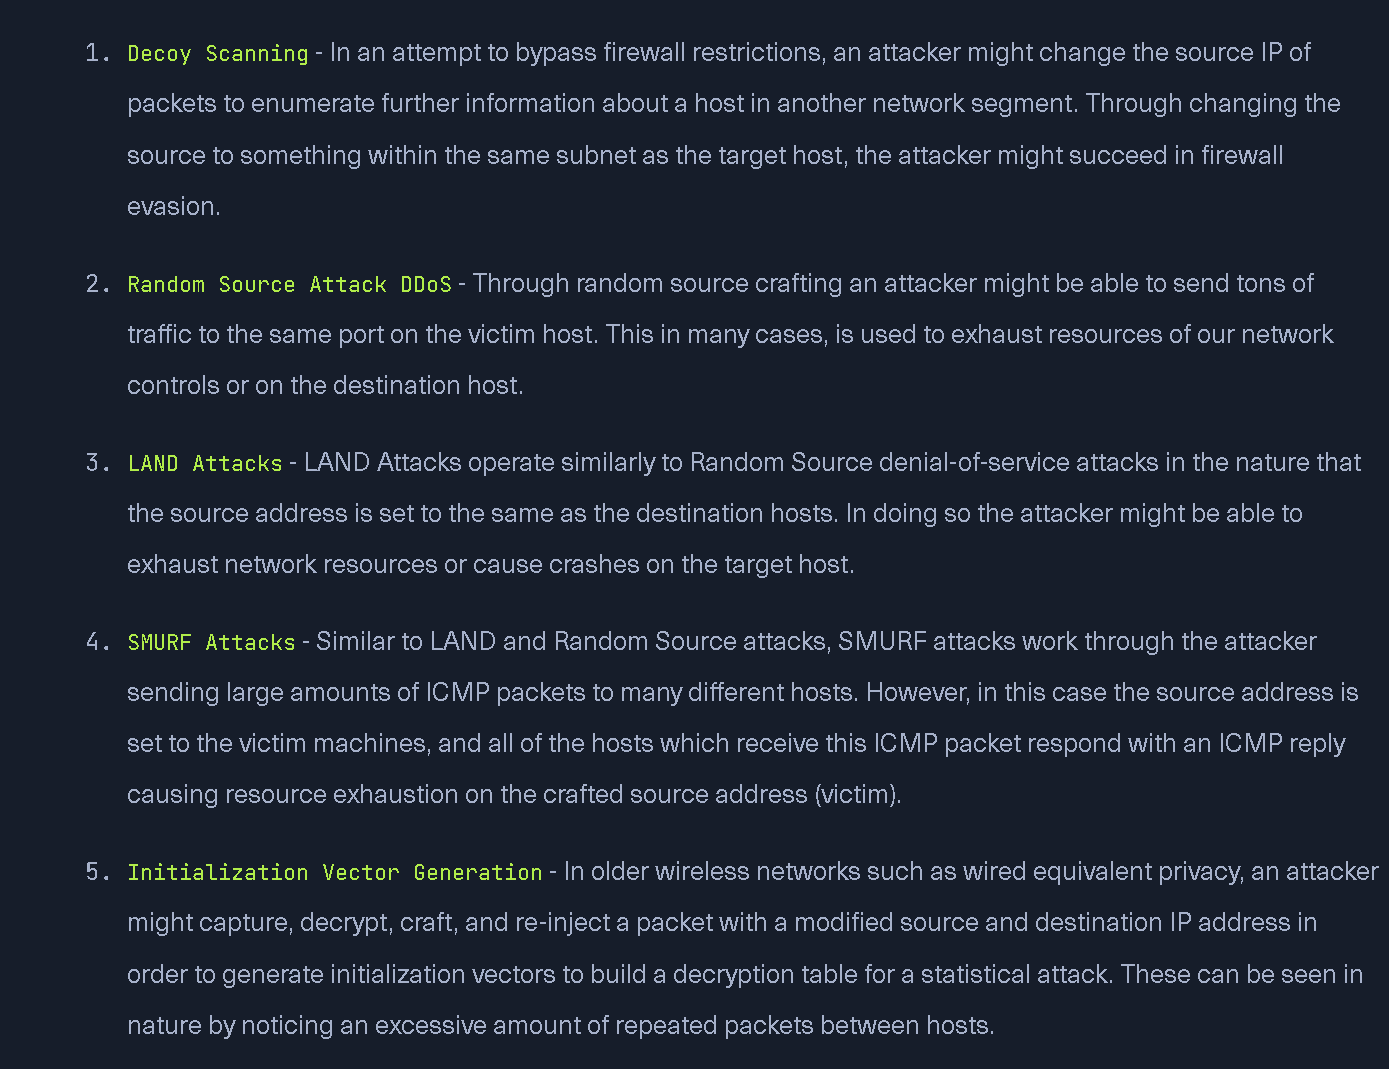 1. Decoy Scanning - In an attempt to bypass firewall restrictions, an attacker might change the source IP of
packets to enumerate further information about a host in another network segment. Through changing the
source to something within the same subnet as the target host, the attacker might succeed in firewall
evasion.
2. Random Source Attack DDoS - Through random source crafting an attacker might be able to send tons of
traffic to the same port on the victim host. This in many cases, is used to exhaust resources of our network
controls or on the destination host.
3. LAND Attacks - LAND Attacks operate similarly to Random Source denial-of-service attacks in the nature that
the source address is set to the same as the destination hosts. In doing so the attacker might be able to
exhaust network resources or cause crashes on the target host.
4. SMURF Attacks - Similar to LAND and Random Source attacks, SMURF attacks work through the attacker
sending large amounts of ICMP packets to many different hosts. However, in this case the source address is
set to the victim machines, and all of the hosts which receive this ICMP packet respond with an ICMP reply
causing resource exhaustion on the crafted source address (victim).
5. Initialization Vector Generation - In older wireless networks such as wired equivalent privacy, an attacker
might capture, decrypt, craft, and re-inject a packet with a modified source and destination IP address in
order to generate initialization vectors to build a decryption table for a statistical attack. These can be seen in
nature by noticing an excessive amount of repeated packets between hosts.